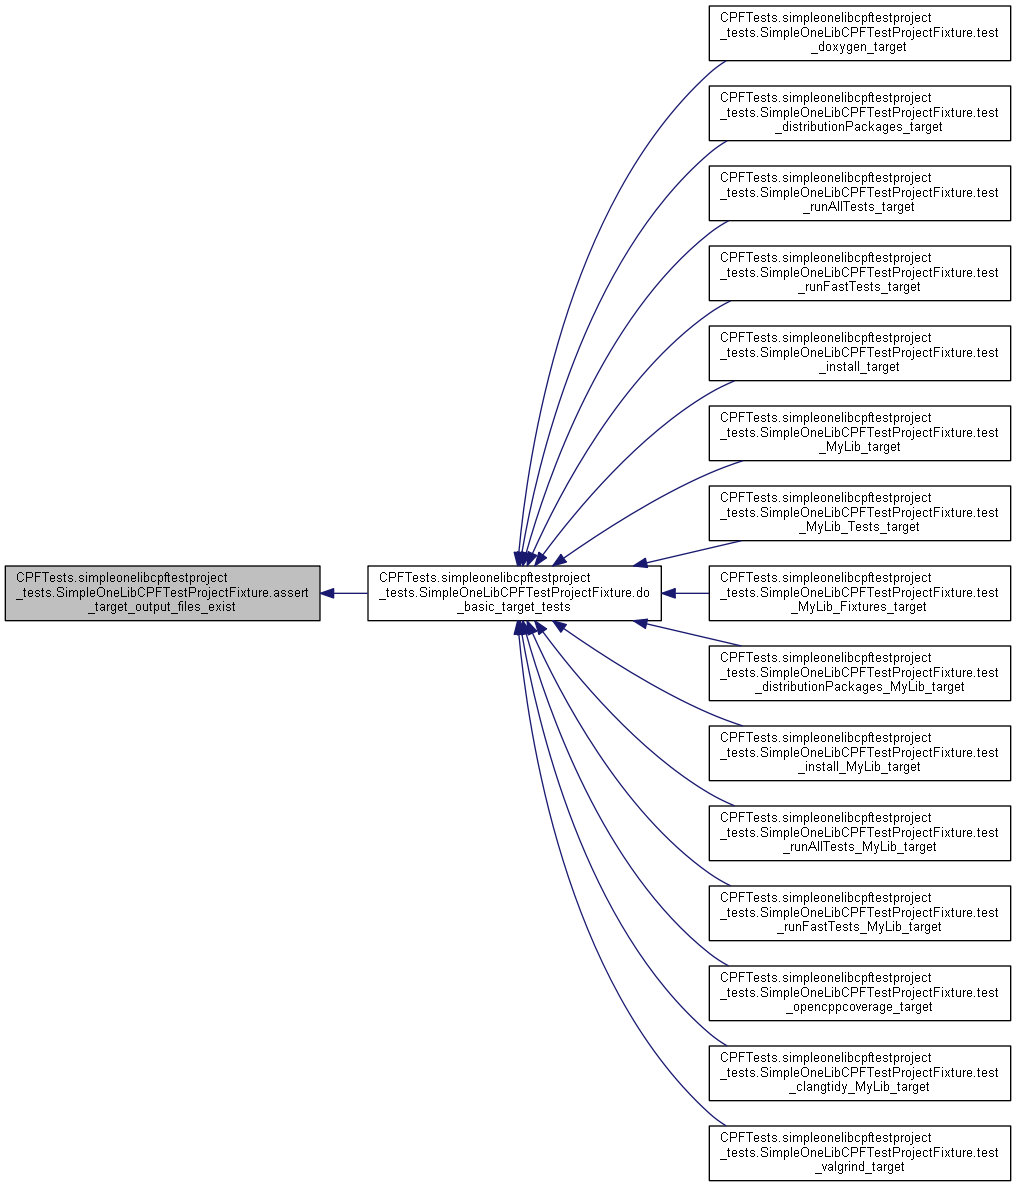 CPFTests.simpleonelibcpftestproject
_tests.SimpleOneLibCPFTestProjectFixture.assert
_target_output_files_exist
CPFTests.simpleonelibcpftestproject
_tests.SimpleOneLibCPFTestProjectFixture.do
_basic_target_tests
CPFTests.simpleonelibcpftestproject
_tests.SimpleOneLibCPFTestProjectFixture.test
_doxygen_target
CPFTests.simpleonelibcpftestproject
_tests.SimpleOneLibCPFTestProjectFixture.test
_distributionPackages_target
CPFTests.simpleonelibcpftestproject
_tests.SimpleOneLibCPFTestProjectFixture.test
_runAllTests_target
CPFTests.simpleonelibcpftestproject
_tests.SimpleOneLibCPFTestProjectFixture.test
_runFastTests_target
CPFTests.simpleonelibcpftestproject
_tests.SimpleOneLibCPFTestProjectFixture.test
_install_target
CPFTests.simpleonelibcpftestproject
_tests.SimpleOneLibCPFTestProjectFixture.test
_MyLib_target
CPFTests.simpleonelibcpftestproject
_tests.SimpleOneLibCPFTestProjectFixture.test
_MyLib_Tests_target
CPFTests.simpleonelibcpftestproject
_tests.SimpleOneLibCPFTestProjectFixture.test
_MyLib_Fixtures_target
CPFTests.simpleonelibcpftestproject
_tests.SimpleOneLibCPFTestProjectFixture.test
_distributionPackages_MyLib_target
CPFTests.simpleonelibcpftestproject
_tests.SimpleOneLibCPFTestProjectFixture.test
_install_MyLib_target
CPFTests.simpleonelibcpftestproject
_tests.SimpleOneLibCPFTestProjectFixture.test
_runAllTests_MyLib_target
CPFTests.simpleonelibcpftestproject
_tests.SimpleOneLibCPFTestProjectFixture.test
_runFastTests_MyLib_target
CPFTests.simpleonelibcpftestproject
_tests.SimpleOneLibCPFTestProjectFixture.test
_opencppcoverage_target
CPFTests.simpleonelibcpftestproject
_tests.SimpleOneLibCPFTestProjectFixture.test
_clangtidy_MyLib_target
CPFTests.simpleonelibcpftestproject
_tests.SimpleOneLibCPFTestProjectFixture.test
_valgrind_target